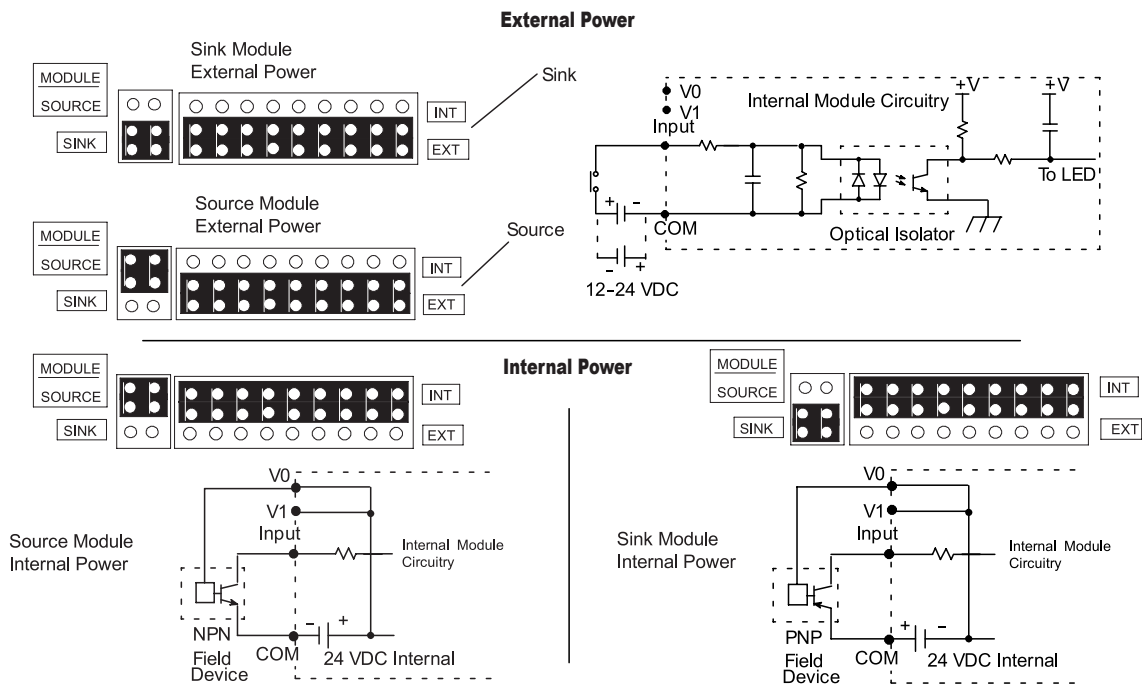 External Power
Sink Module
External Power
MODULE
SOURCE
SINK
INT
EXT
Sink
Source Module
External Power
MODULE
SOURCE
SINK
INT
EXT
Source
V0
V1
Input
Internal Module Circuitry
+V
+V
To LED
+ -
COM
Optical Isolator
- +
12-24 VDC
Internal Power
MODULE
SOURCE
SINK
INT
EXT
Source Module
Internal Power
V0
V1
Input
Internal Module
Circuitry
NPN
Field
Device
COM
- +
24 VDC Internal
MODULE
SOURCE
SINK
INT
EXT
Sink Module
Internal Power
V0
V1
Input
Internal Module
Circuitry
PNP
Field
Device
COM
+ -
24 VDC Internal